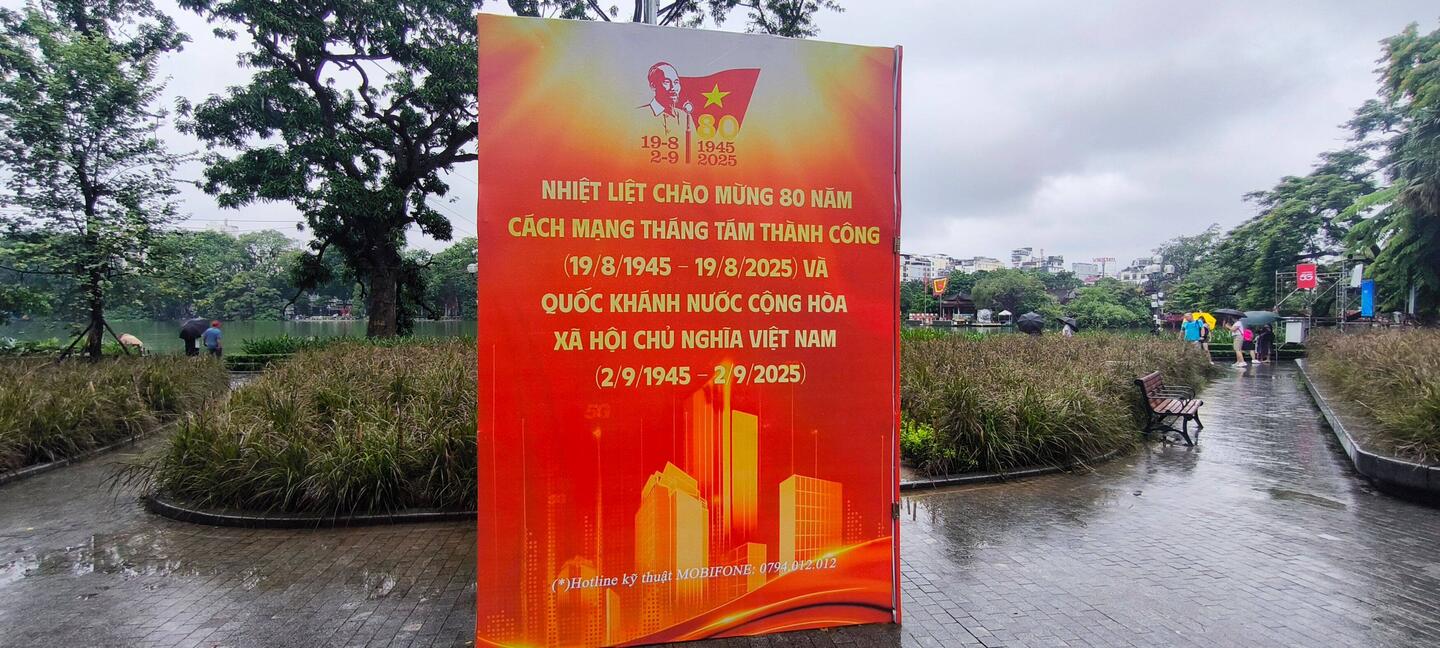 80
19-8 1945
2-9 2025
NHIỆT LIỆT CHÀO MỪNG 80 NĂM
CÁCH MẠNG THÁNG TÁM THÀNH CÔNG
(19/8/1945 - 19/8/2025) VÀ
QUỐC KHÁNH NƯỚC CỘNG HÒA
XÃ HỘI CHỦ NGHĨA VIỆT NAM
(2/9/1945 - 2/9/2025)
5G
(*)Hotline kỹ thuật MOBIFONE: 0794.012.012
5G